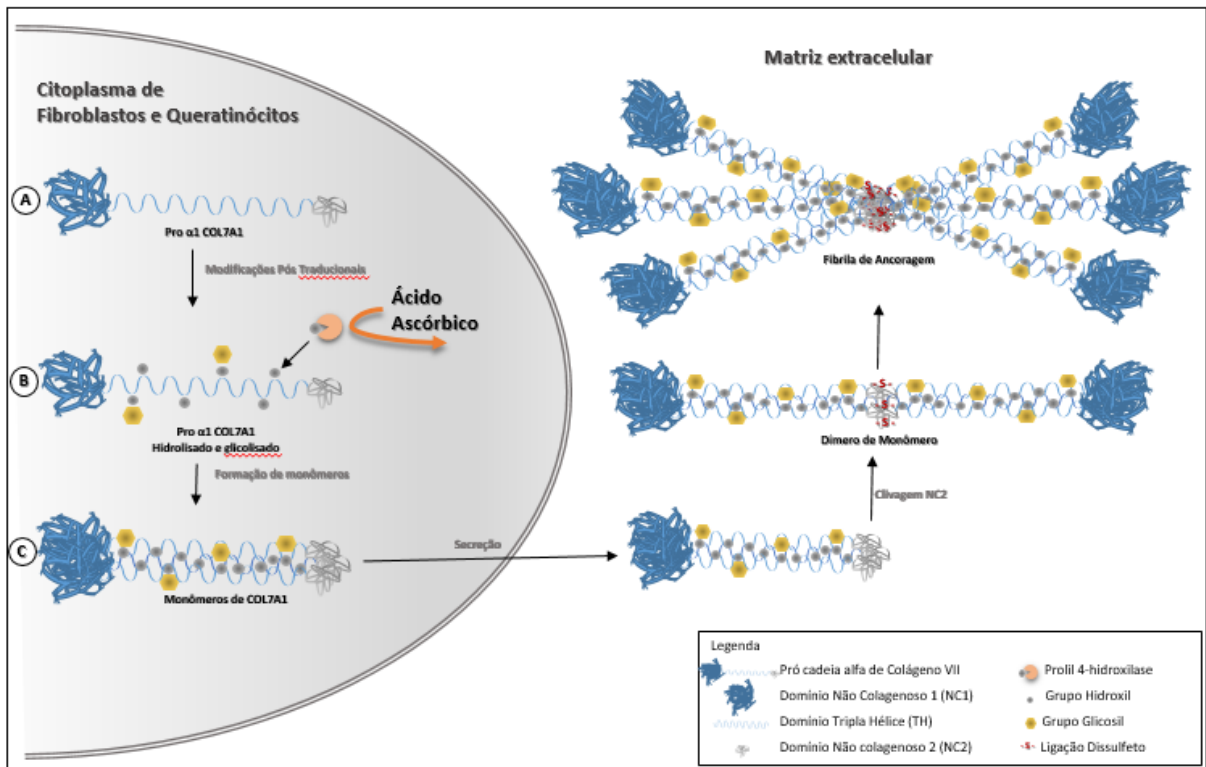 Citoplasma de
Fibroblastos e Queratinócitos
A
Pro α1 COL7A1
Modificações Pós Traducionais
Ácido
Ascórbico
B
Pro α1 COL7A1
Hidrolisado e glicolisado
Formação de monômeros
C
Monômeros de COL7A1
Secreção
Matriz extracelular
S
S
S
Fibrila de Ancoragem
-S-
S
S
Dímero de Monômero
Clivagem NC2
Legenda
Pró cadeia alfa de Colágeno VII
Domínio Não Colagenoso 1 (NC1)
Domínio Tripla Hélice (TH)
Domínio Não colagenoso 2 (NC2)
Prolil 4-hidroxilase
Grupo Hidroxil
Grupo Glicosil
-S- Ligação Dissulfeto